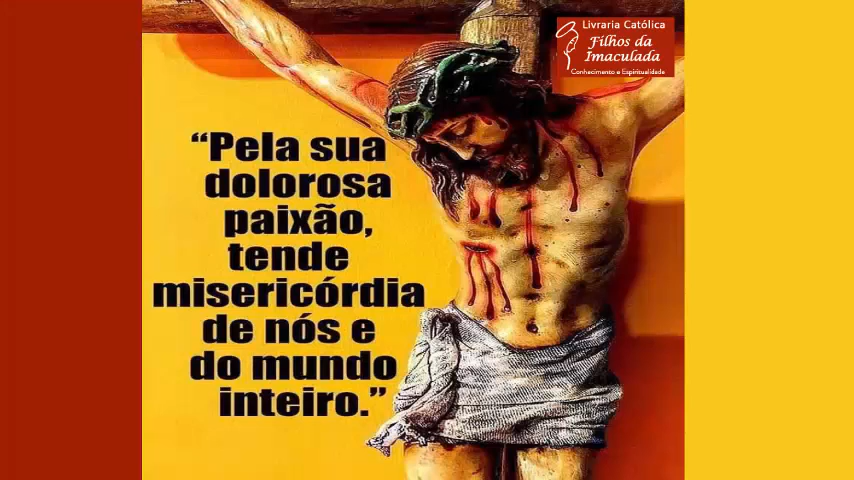 Livraria Católica
Filhos da
Imaculada
Conhecimento e Espiritualidade
“Pela sua
dolorosa
paixão,
tende
misericórdia
de nós e
do mundo
inteiro.”